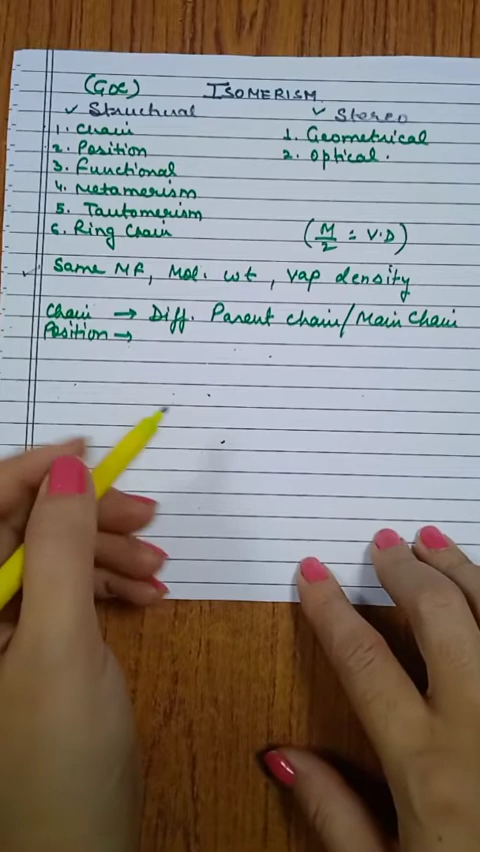 (GOC) ISOMERISM
✓ Structural ✓ Stereo
1. Chain 1. Geometrical
2. Position 2. Optical.
3. Functional
4. Metamerism
5. Tautomerism
6. Ring Chain (M/2 = V.D)
✓ Same MF, Mol. wt, vap density
Chain → Diff. Parent chain/Main Chain
Position →